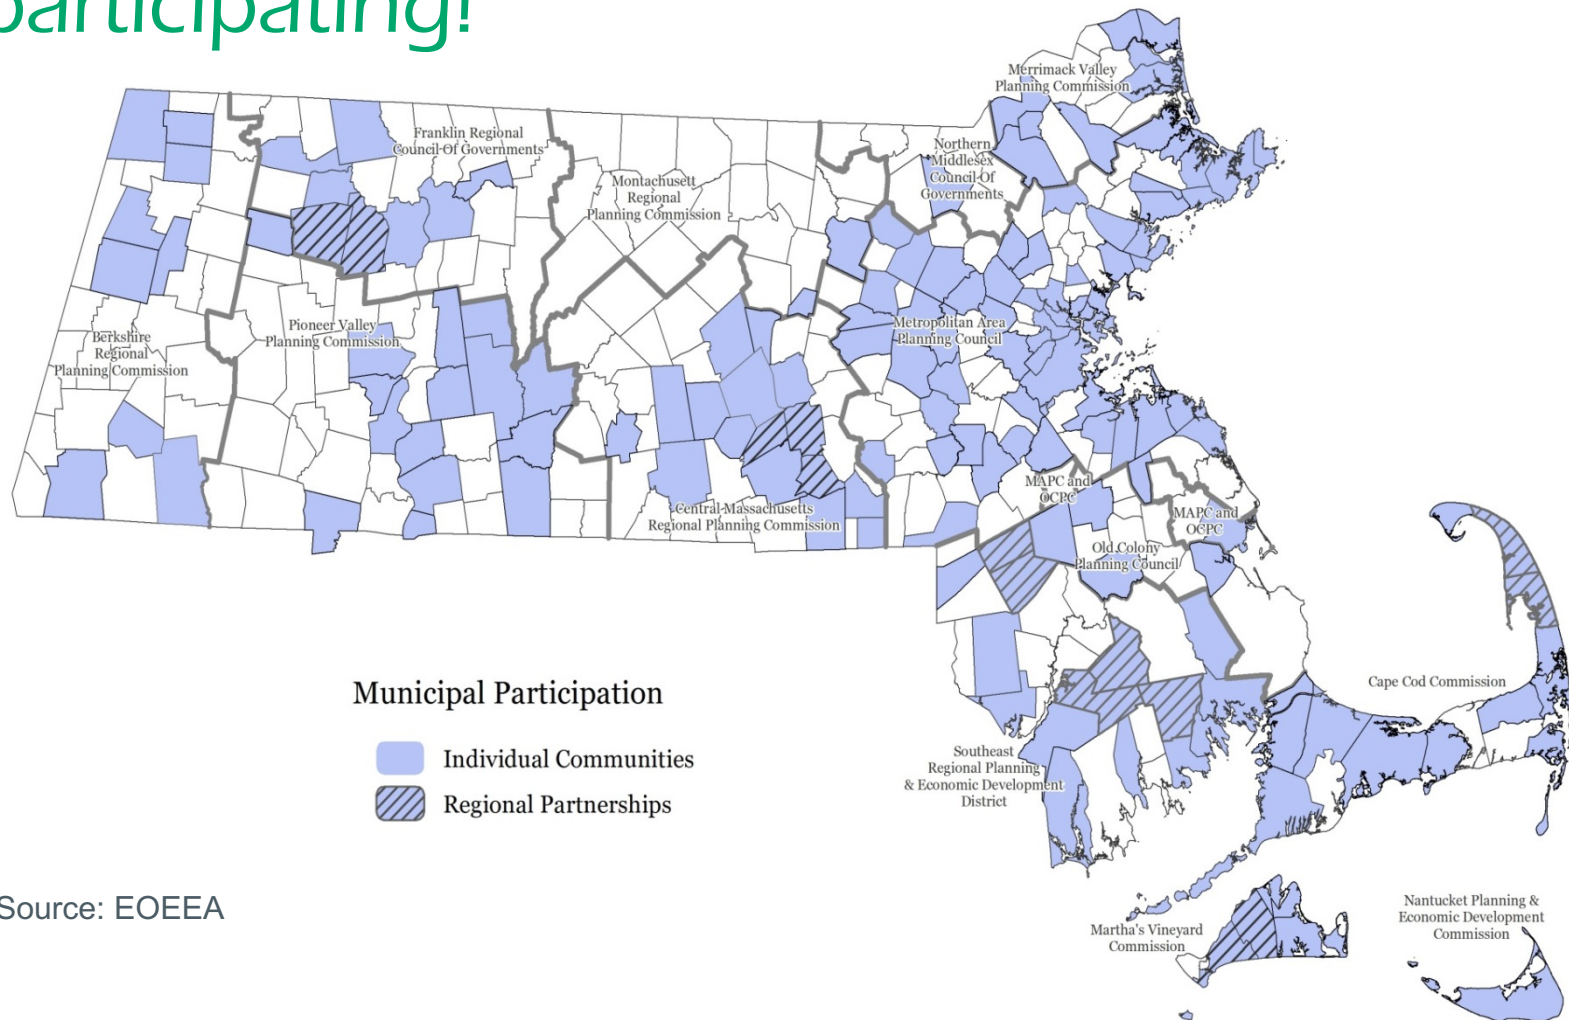 participating!
Merrimack Valley
Planning Commission
Franklin Regional
Council Of Governments
Northern
Middlesex
Council Of
Governments
Montachusett
Regional
Planning Commission
Berkshire
Regional
Planning Commission
Pioneer Valley
Planning Commission
Metropolitan Area
Planning Council
MAPC and
OCPC
MAPC and
OCPC
Central Massachusetts
Regional Planning Commission
Old Colony
Planning Council
Municipal Participation
Individual Communities
Regional Partnerships
Cape Cod Commission
Southeast
Regional Planning
& Economic Development
District
Source: EOEEA
Martha's Vineyard
Commission
Nantucket Planning &
Economic Development
Commission